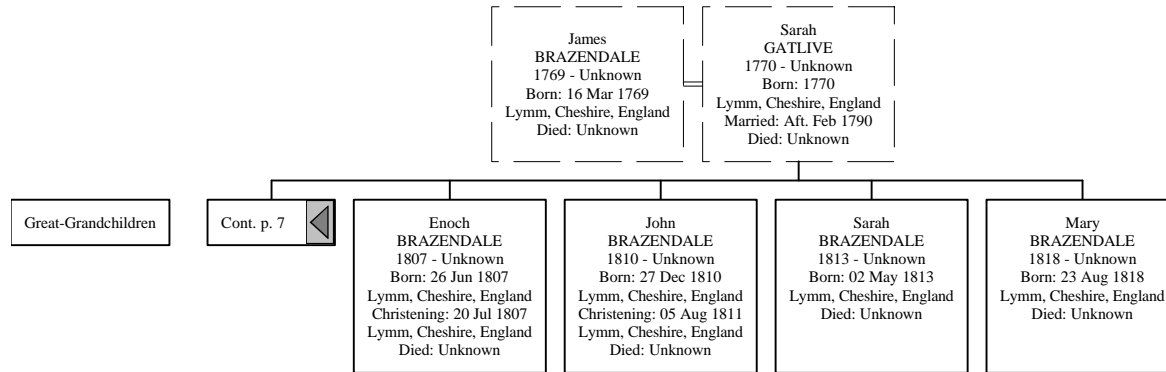 James
BRAZENDALE
1769 - Unknown
Born: 16 Mar 1769
Lymm, Cheshire, England
Died: Unknown
Sarah
GATLIVE
1770 - Unknown
Born: 1770
Lymm, Cheshire, England
Married: Aft. Feb 1790
Died: Unknown
Great-Grandchildren
Cont. p. 7
Enoch
BRAZENDALE
1807 - Unknown
Born: 26 Jun 1807
Lymm, Cheshire, England
Christening: 20 Jul 1807
Lymm, Cheshire, England
Died: Unknown
John
BRAZENDALE
1810 - Unknown
Born: 27 Dec 1810
Lymm, Cheshire, England
Christening: 05 Aug 1811
Lymm, Cheshire, England
Died: Unknown
Sarah
BRAZENDALE
1813 - Unknown
Born: 02 May 1813
Lymm, Cheshire, England
Died: Unknown
Mary
BRAZENDALE
1818 - Unknown
Born: 23 Aug 1818
Lymm, Cheshire, England
Died: Unknown